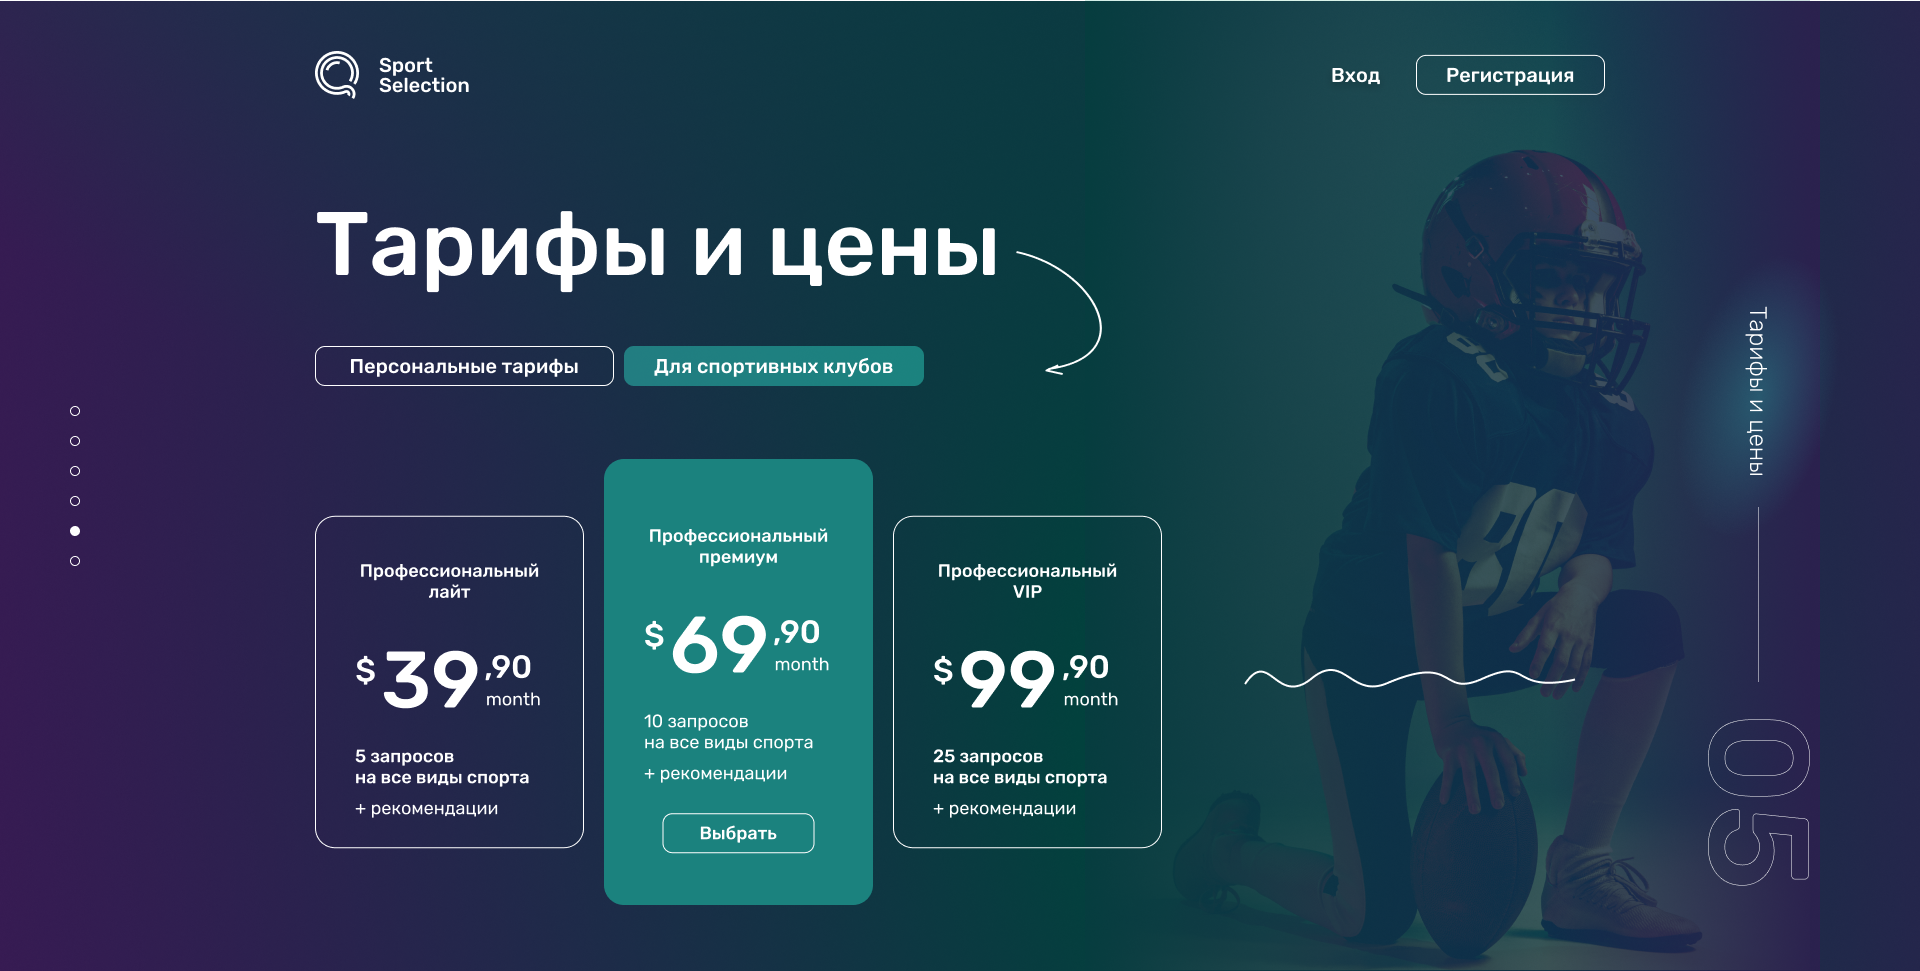 Sport
Selection
Вход
Регистрация
Тарифы и цены
Персональные тарифы
Для спортивных клубов
Профессиональный
лайт
$39,90
month
5 запросов
на все виды спорта
+ рекомендации
Профессиональный
премиум
$69,90
month
10 запросов
на все виды спорта
+ рекомендации
Выбрать
Профессиональный
VIP
$99,90
month
25 запросов
на все виды спорта
+ рекомендации
Тарифы и цены
05